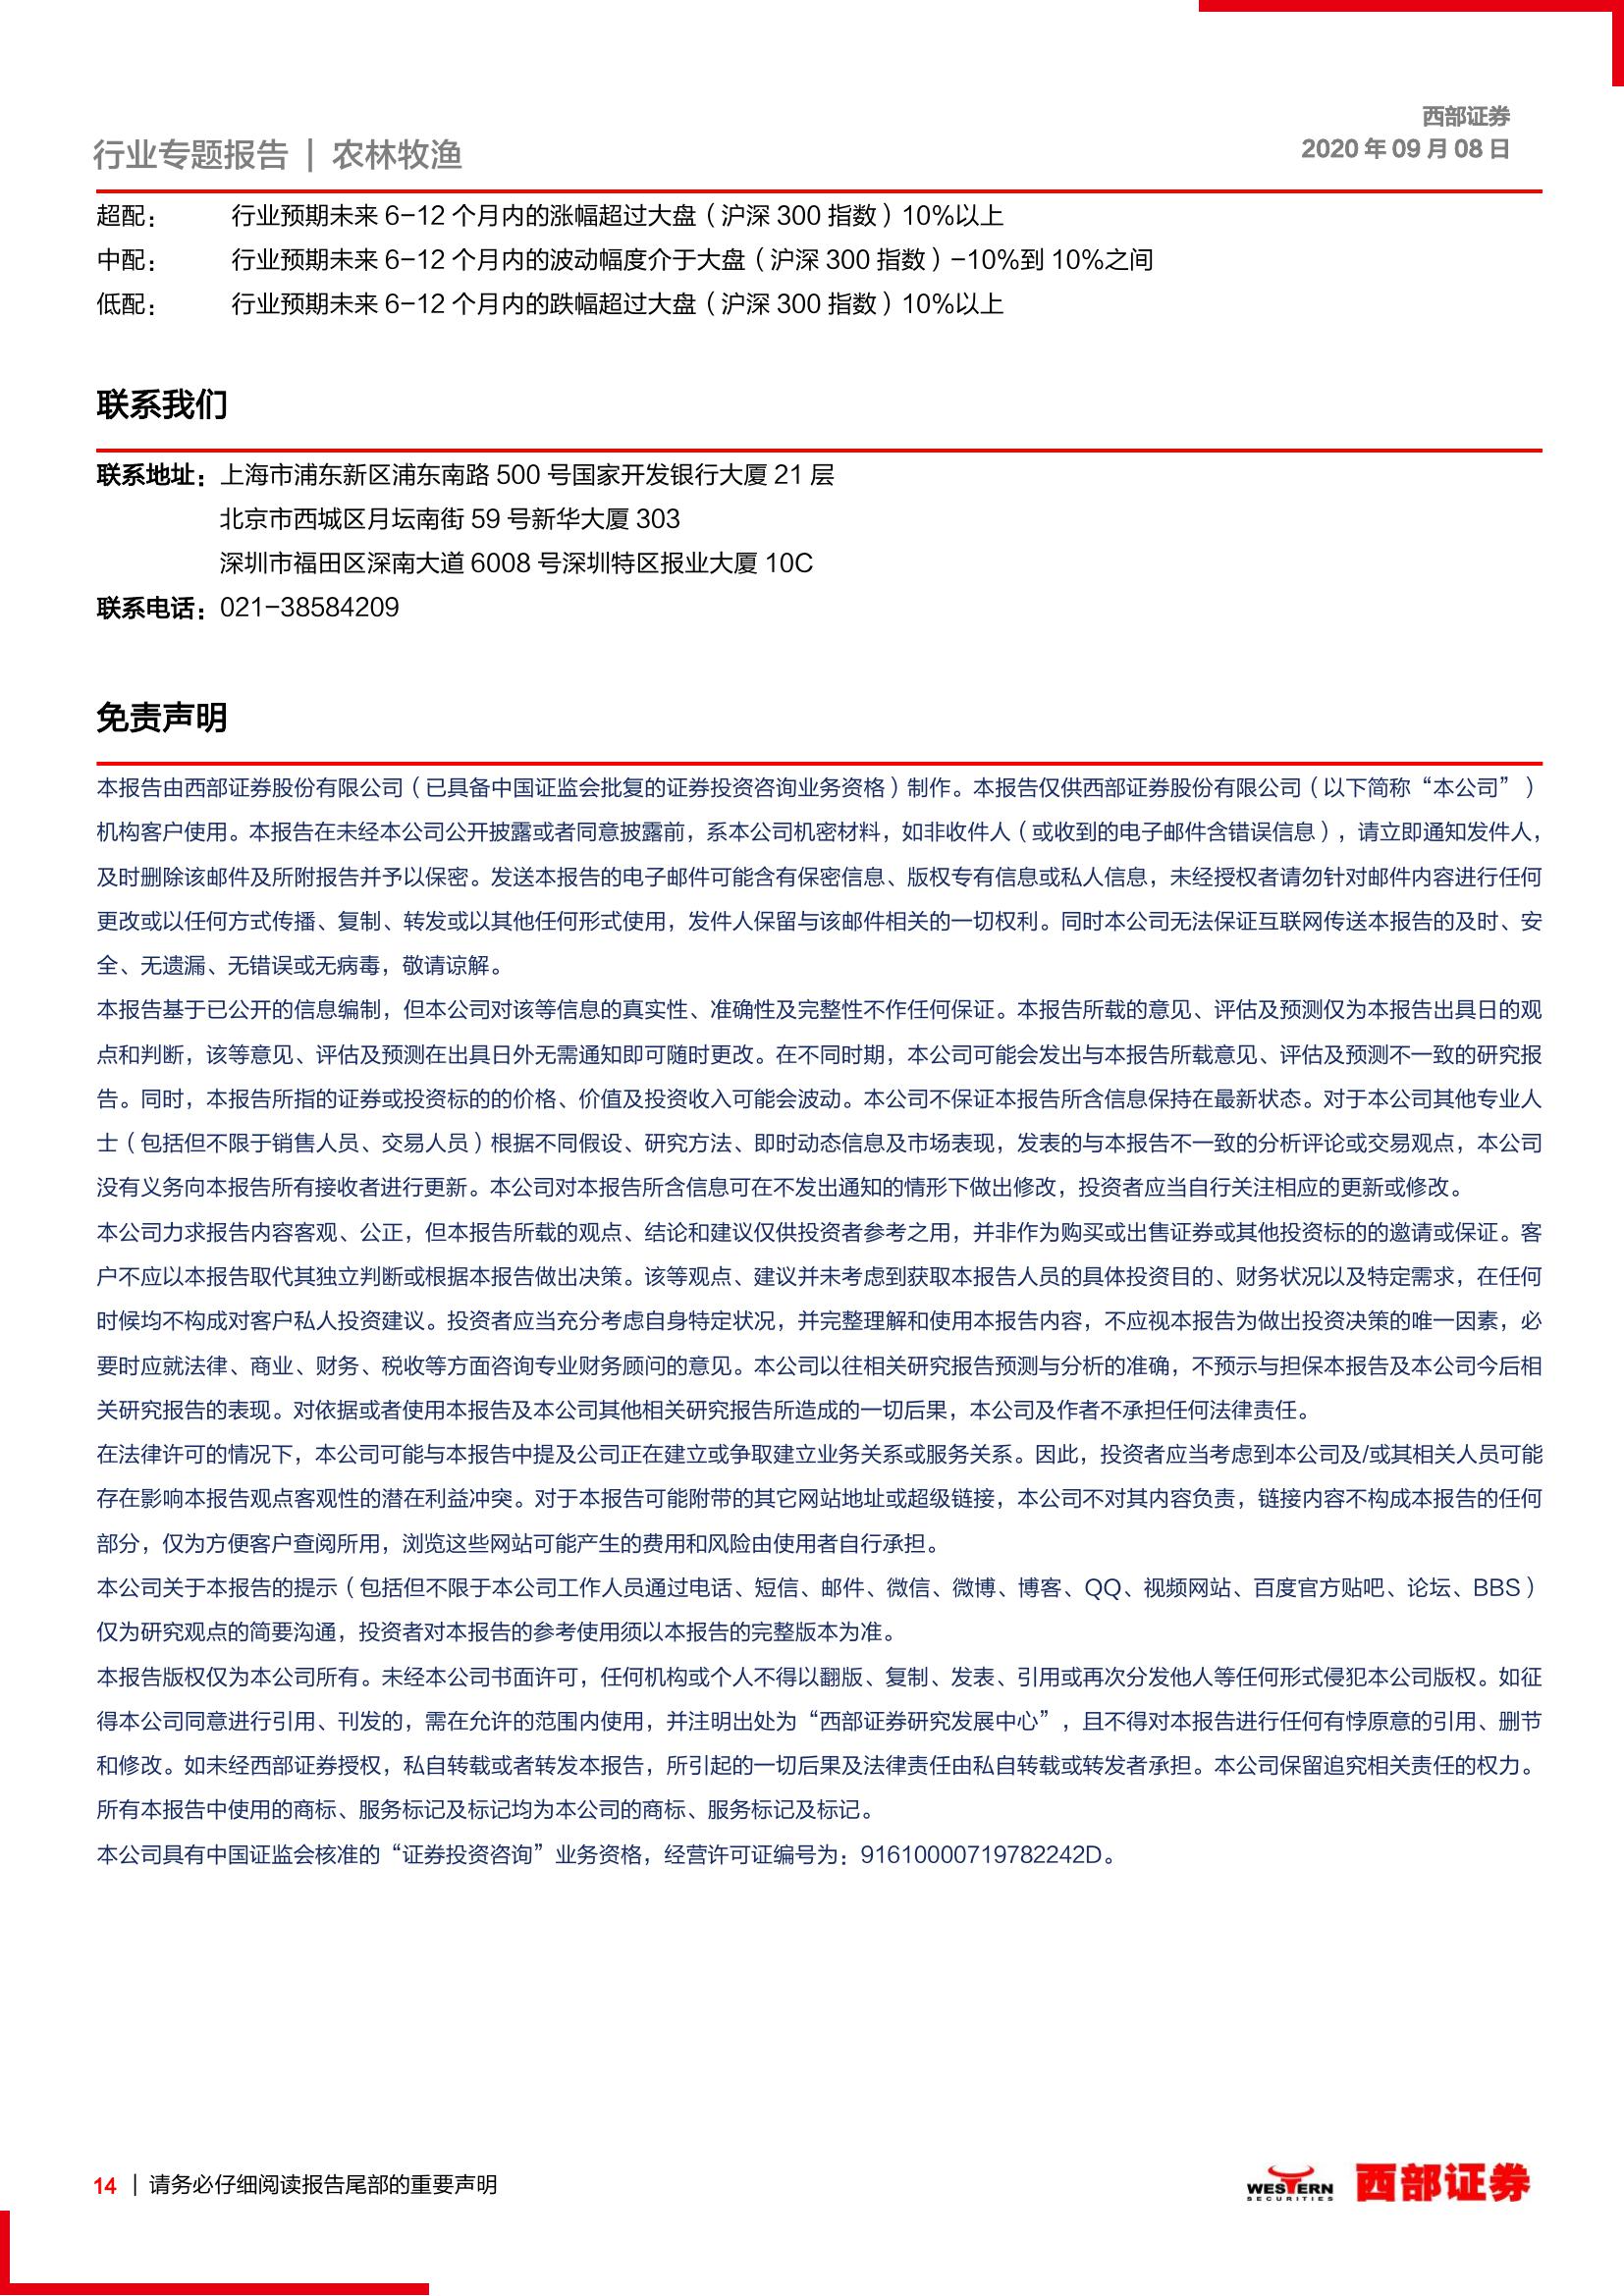 西部证券
行业专题报告 | 农林牧渔
2020 年 09 月 08 日
超配： 行业预期未来 6-12 个月内的涨幅超过大盘（沪深 300 指数）10%以上
中配： 行业预期未来 6-12 个月内的波动幅度介于大盘（沪深 300 指数）-10%到 10%之间
低配： 行业预期未来 6-12 个月内的跌幅超过大盘（沪深 300 指数）10%以上
联系我们
联系地址：上海市浦东新区浦东南路 500 号国家开发银行大厦 21 层
北京市西城区月坛南街 59 号新华大厦 303
深圳市福田区深南大道 6008 号深圳特区报业大厦 10C
联系电话：021-38584209
免责声明
本报告由西部证券股份有限公司（已具备中国证监会批复的证券投资咨询业务资格）制作。本报告仅供西部证券股份有限公司（以下简称“本公司”）
机构客户使用。本报告在未经本公司公开披露或者同意披露前，系本公司机密材料，如非收件人（或收到的电子邮件含错误信息），请立即通知发件人，
及时删除该邮件及所附报告并予以保密。发送本报告的电子邮件可能含有保密信息、版权专有信息或私人信息，未经授权者请勿针对邮件内容进行任何
更改或以任何方式传播、复制、转发或以其他任何形式使用，发件人保留与该邮件相关的一切权利。同时本公司无法保证互联网传送本报告的及时、安
全、无遗漏、无错误或无病毒，敬请谅解。
本报告基于已公开的信息编制，但本公司对该等信息的真实性、准确性及完整性不作任何保证。本报告所载的意见、评估及预测仅为本报告出具日的观
点和判断，该等意见、评估及预测在出具日外无需通知即可随时更改。在不同时期，本公司可能会发出与本报告所载意见、评估及预测不一致的研究报
告。同时，本报告所指的证券或投资标的的价格、价值及投资收入可能会波动。本公司不保证本报告所含信息保持在最新状态。对于本公司其他专业人
士（包括但不限于销售人员、交易人员）根据不同假设、研究方法、即时动态信息及市场表现，发表的与本报告不一致的分析评论或交易观点，本公司
没有义务向本报告所有接收者进行更新。本公司对本报告所含信息可在不发出通知的情形下做出修改，投资者应当自行关注相应的更新或修改。
本公司力求报告内容客观、公正，但本报告所载的观点、结论和建议仅供投资者参考之用，并非作为购买或出售证券或其他投资标的的邀请或保证。客
户不应以本报告取代其独立判断或根据本报告做出决策。该等观点、建议并未考虑到获取本报告人员的具体投资目的、财务状况以及特定需求，在任何
时候均不构成对客户私人投资建议。投资者应当充分考虑自身特定状况，并完整理解和使用本报告内容，不应视本报告为做出投资决策的唯一因素，必
要时应就法律、商业、财务、税收等方面咨询专业财务顾问的意见。本公司以往相关研究报告预测与分析的准确，不预示与担保本报告及本公司今后相
关研究报告的表现。对依据或者使用本报告及本公司其他相关研究报告所造成的一切后果，本公司及作者不承担任何法律责任。
在法律许可的情况下，本公司可能与本报告中提及公司正在建立或争取建立业务关系或服务关系。因此，投资者应当考虑到本公司及/或其相关人员可能
存在影响本报告观点客观性的潜在利益冲突。对于本报告可能附带的其它网站地址或超级链接，本公司不对其内容负责，链接内容不构成本报告的任何
部分，仅为方便客户查阅所用，浏览这些网站可能产生的费用和风险由使用者自行承担。
本公司关于本报告的提示（包括但不限于本公司工作人员通过电话、短信、邮件、微信、微博、博客、QQ、视频网站、百度官方贴吧、论坛、BBS）
仅为研究观点的简要沟通，投资者对本报告的参考使用须以本报告的完整版本为准。
本报告版权仅为本公司所有。未经本公司书面许可，任何机构或个人不得以翻版、复制、发表、引用或再次分发他人等任何形式侵犯本公司版权。如征
得本公司同意进行引用、刊发的，需在允许的范围内使用，并注明出处为“西部证券研究发展中心”，且不得对本报告进行任何有悖原意的引用、删节
和修改。如未经西部证券授权，私自转载或者转发本报告，所引起的一切后果及法律责任由私自转载或转发者承担。本公司保留追究相关责任的权力。
所有本报告中使用的商标、服务标记及标记均为本公司的商标、服务标记及标记。
本公司具有中国证监会核准的“证券投资咨询”业务资格，经营许可证编号为：91610000719782242D。
14 | 请务必仔细阅读报告尾部的重要声明
WESTERN
SECURITIES
西部证券